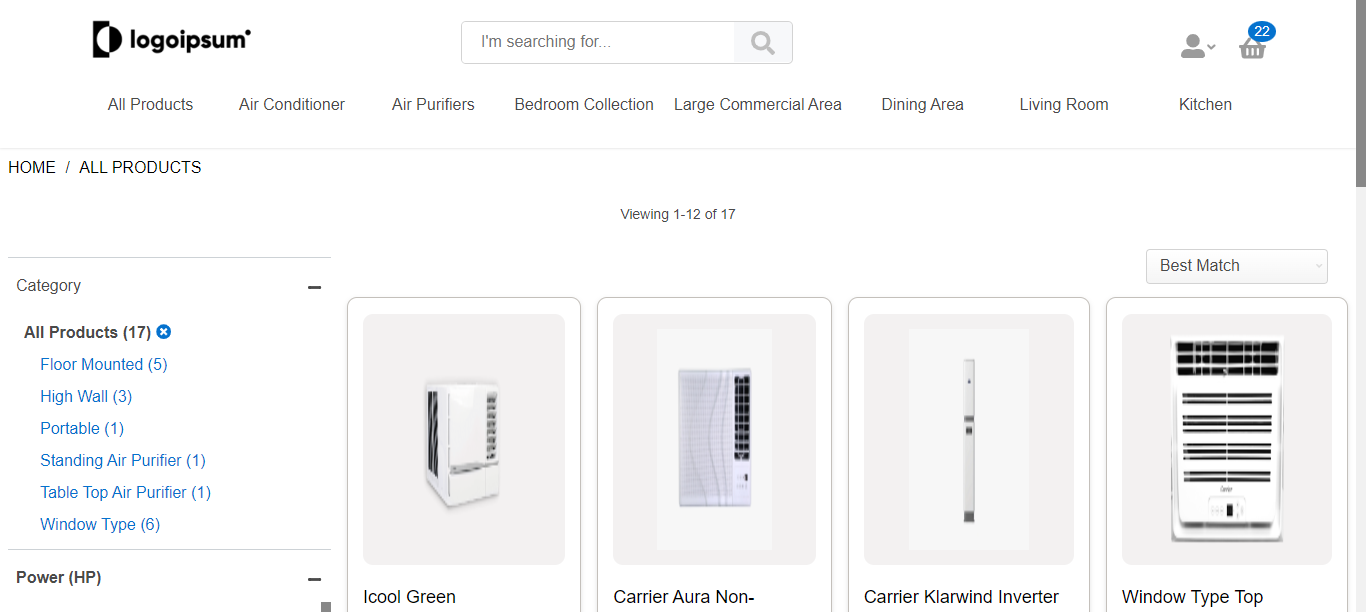 logoipsum
I'm searching for...
22
All Products Air Conditioner Air Purifiers Bedroom Collection Large Commercial Area Dining Area Living Room Kitchen
HOME / ALL PRODUCTS
Viewing 1-12 of 17
Best Match
Category
All Products (17)
Floor Mounted (5)
High Wall (3)
Portable (1)
Standing Air Purifier (1)
Table Top Air Purifier (1)
Window Type (6)
Power (HP)
Carrier
Icool Green
Carrier Aura Non-
Carrier Klarwind Inverter
Window Type Top